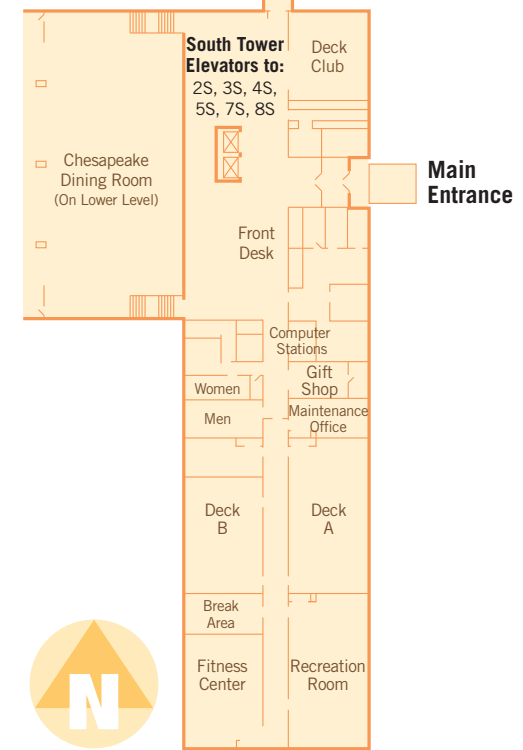 South Tower
Elevators to:
2S, 3S, 4S,
5S, 7S, 8S
Deck
Club
Chesapeake
Dining Room
(On Lower Level)
Main
Entrance
Front
Desk
Computer
Stations
Gift
Shop
Women
Men
Maintenance
Office
Deck
B
Deck
A
Break
Area
Fitness
Center
Recreation
Room
N